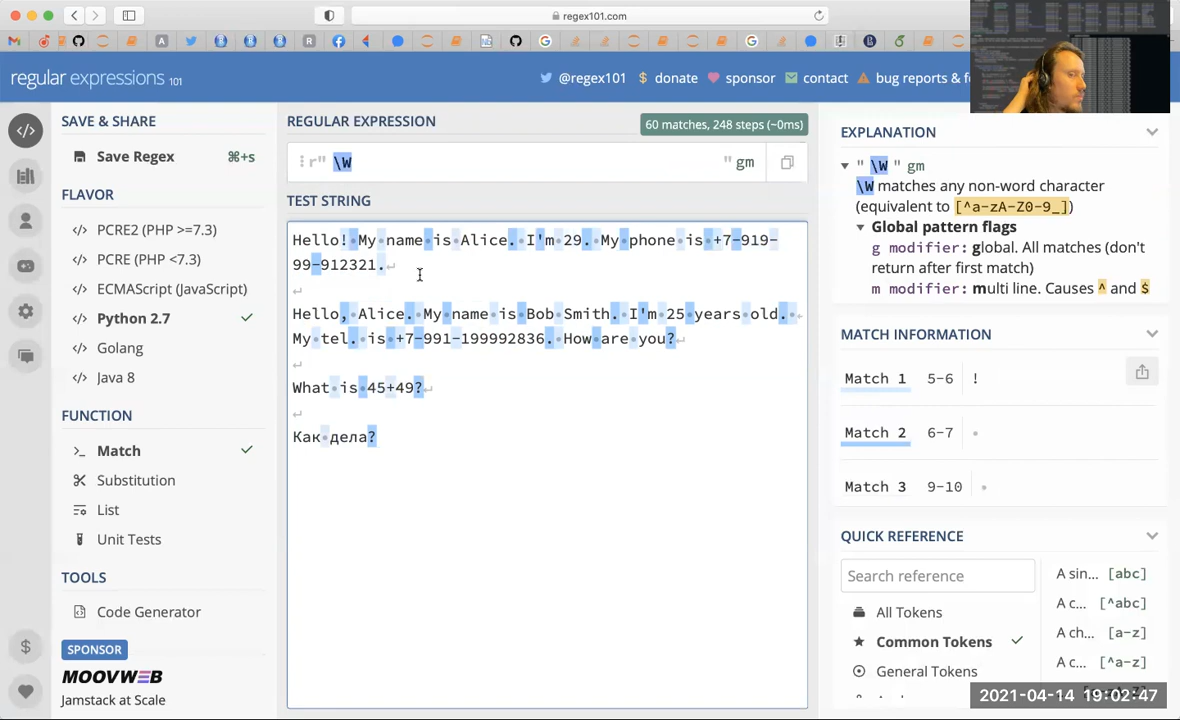 regex101.com
regular expressions 101
@regex101
$ donate
sponsor
contact
bug reports & fe
SAVE & SHARE
Save Regex ⌘+s
FLAVOR
</> PCRE2 (PHP >=7.3)
</> PCRE (PHP <7.3)
</> ECMAScript (JavaScript)
</> Python 2.7
</> Golang
</> Java 8
FUNCTION
>_ Match
Substitution
List
Unit Tests
TOOLS
Code Generator
SPONSOR
MOOVWEB
Jamstack at Scale
REGULAR EXPRESSION
60 matches, 248 steps (~0ms)
r" \W " gm
TEST STRING
Hello! My name is Alice. I'm 29. My phone is +7-919-
99-912321.
Hello, Alice. My name is Bob Smith. I'm 25 years old.
My tel. is +7-991-199992836. How are you?
What is 45+49?
Как дела?
EXPLANATION
" \W " gm
\W matches any non-word character
(equivalent to [^a-zA-Z0-9_])
Global pattern flags
g modifier: global. All matches (don't
return after first match)
m modifier: multi line. Causes ^ and $
MATCH INFORMATION
Match 1 5-6 !
Match 2 6-7
Match 3 9-10
QUICK REFERENCE
Search reference
All Tokens
Common Tokens
General Tokens
A sin... [abc]
A c... [^abc]
A ch... [a-z]
A c... [^a-z]
2021-04-14 19:02:47